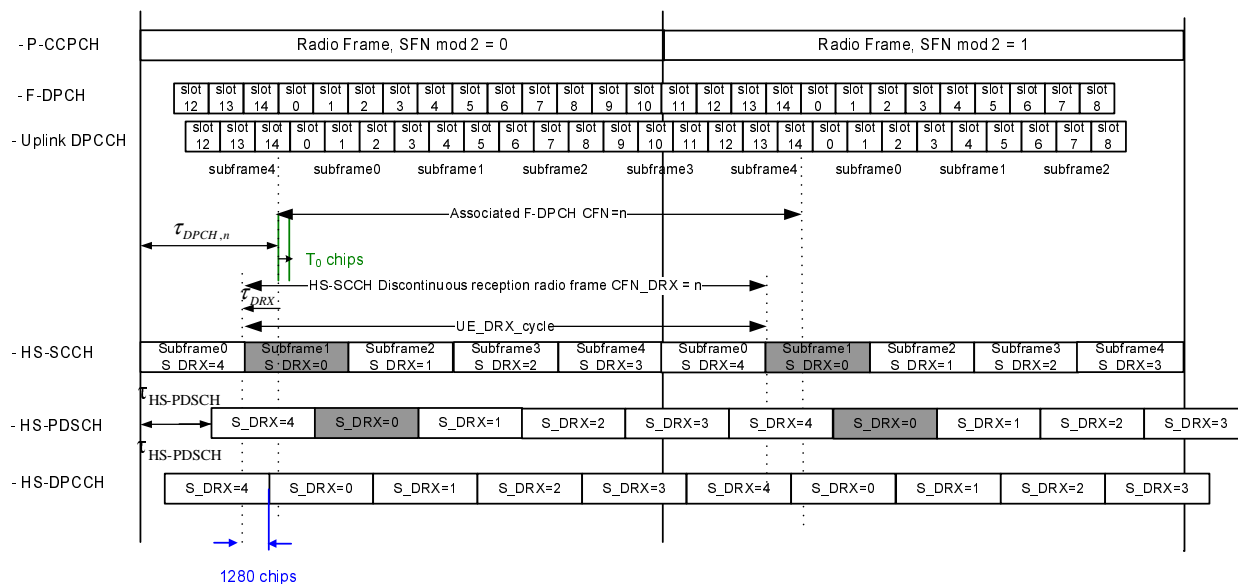 - P-CCPCH
Radio Frame, SFN mod 2 = 0
Radio Frame, SFN mod 2 = 1
- F-DPCH
slot slot slot slot slot slot slot slot slot slot slot slot slot slot slot slot slot slot slot slot slot slot slot slot slot slot slot
12 13 14 0 1 2 3 4 5 6 7 8 9 10 11 12 13 14 0 1 2 3 4 5 6 7 8
- Uplink DPCCH
slot slot slot slot slot slot slot slot slot slot slot slot slot slot slot slot slot slot slot slot slot slot slot slot slot slot slot
12 13 14 0 1 2 3 4 5 6 7 8 9 10 11 12 13 14 0 1 2 3 4 5 6 7 8
subframe4 subframe0 subframe1 subframe2 subframe3 subframe4 subframe0 subframe1 subframe2
Associated F-DPCH CFN=n
τDPCH,n
T0 chips
HS-SCCH Discontinuous reception radio frame CFN_DRX = n
τDRX
UE_DRX_cycle
- HS-SCCH
Subframe0 Subframe1 Subframe2 Subframe3 Subframe4 Subframe0 Subframe1 Subframe2 Subframe3 Subframe4
S_DRX=4 S_DRX=0 S_DRX=1 S_DRX=2 S_DRX=3 S_DRX=4 S_DRX=0 S_DRX=1 S_DRX=2 S_DRX=3
τHS-PDSCH
- HS-PDSCH
S_DRX=4 S_DRX=0 S_DRX=1 S_DRX=2 S_DRX=3 S_DRX=4 S_DRX=0 S_DRX=1 S_DRX=2 S_DRX=3
τHS-PDSCH
- HS-DPCCH
S_DRX=4 S_DRX=0 S_DRX=1 S_DRX=2 S_DRX=3 S_DRX=4 S_DRX=0 S_DRX=1 S_DRX=2 S_DRX=3
1280 chips